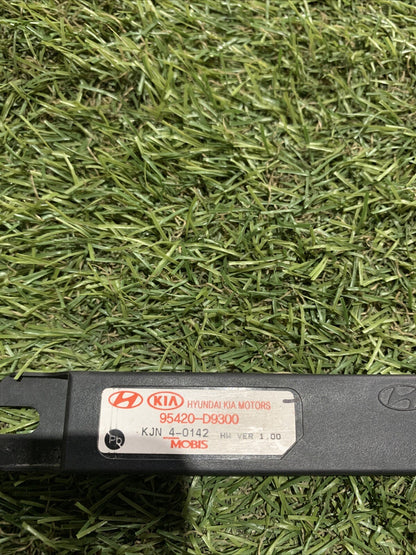 KIA HYUNDAI KIA MOTORS
95420-D9300
KJN 4-0142 HW VER 1.00
Pb MOBIS